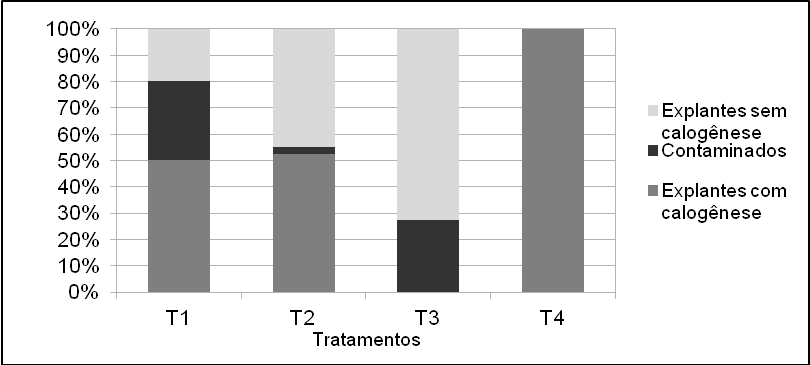 100%
90%
80%
70%
60%
50%
40%
30%
20%
10%
0%
T1 T2 T3 T4
Tratamentos
Explantes sem
calogênese
Contaminados
Explantes com
calogênese